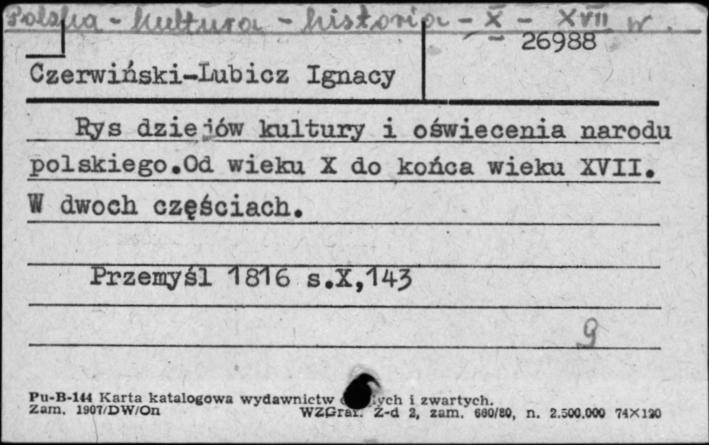 Polska - kultura - historia - X - XVII w.
26988
Czerwiński-Lubicz Ignacy
Rys dziejów kultury i oświecenia narodu
polskiego.Od wieku X do końca wieku XVII.
W dwoch częściach.
Przemyśl 1816 s.X,143
9
Pu-B-144 Karta katalogowa wydawnictw ch i zwartych.
Zam. 1907/DW/On WZGraf. Z-d 2, zam. 660/80, n. 2.500.000 74×120